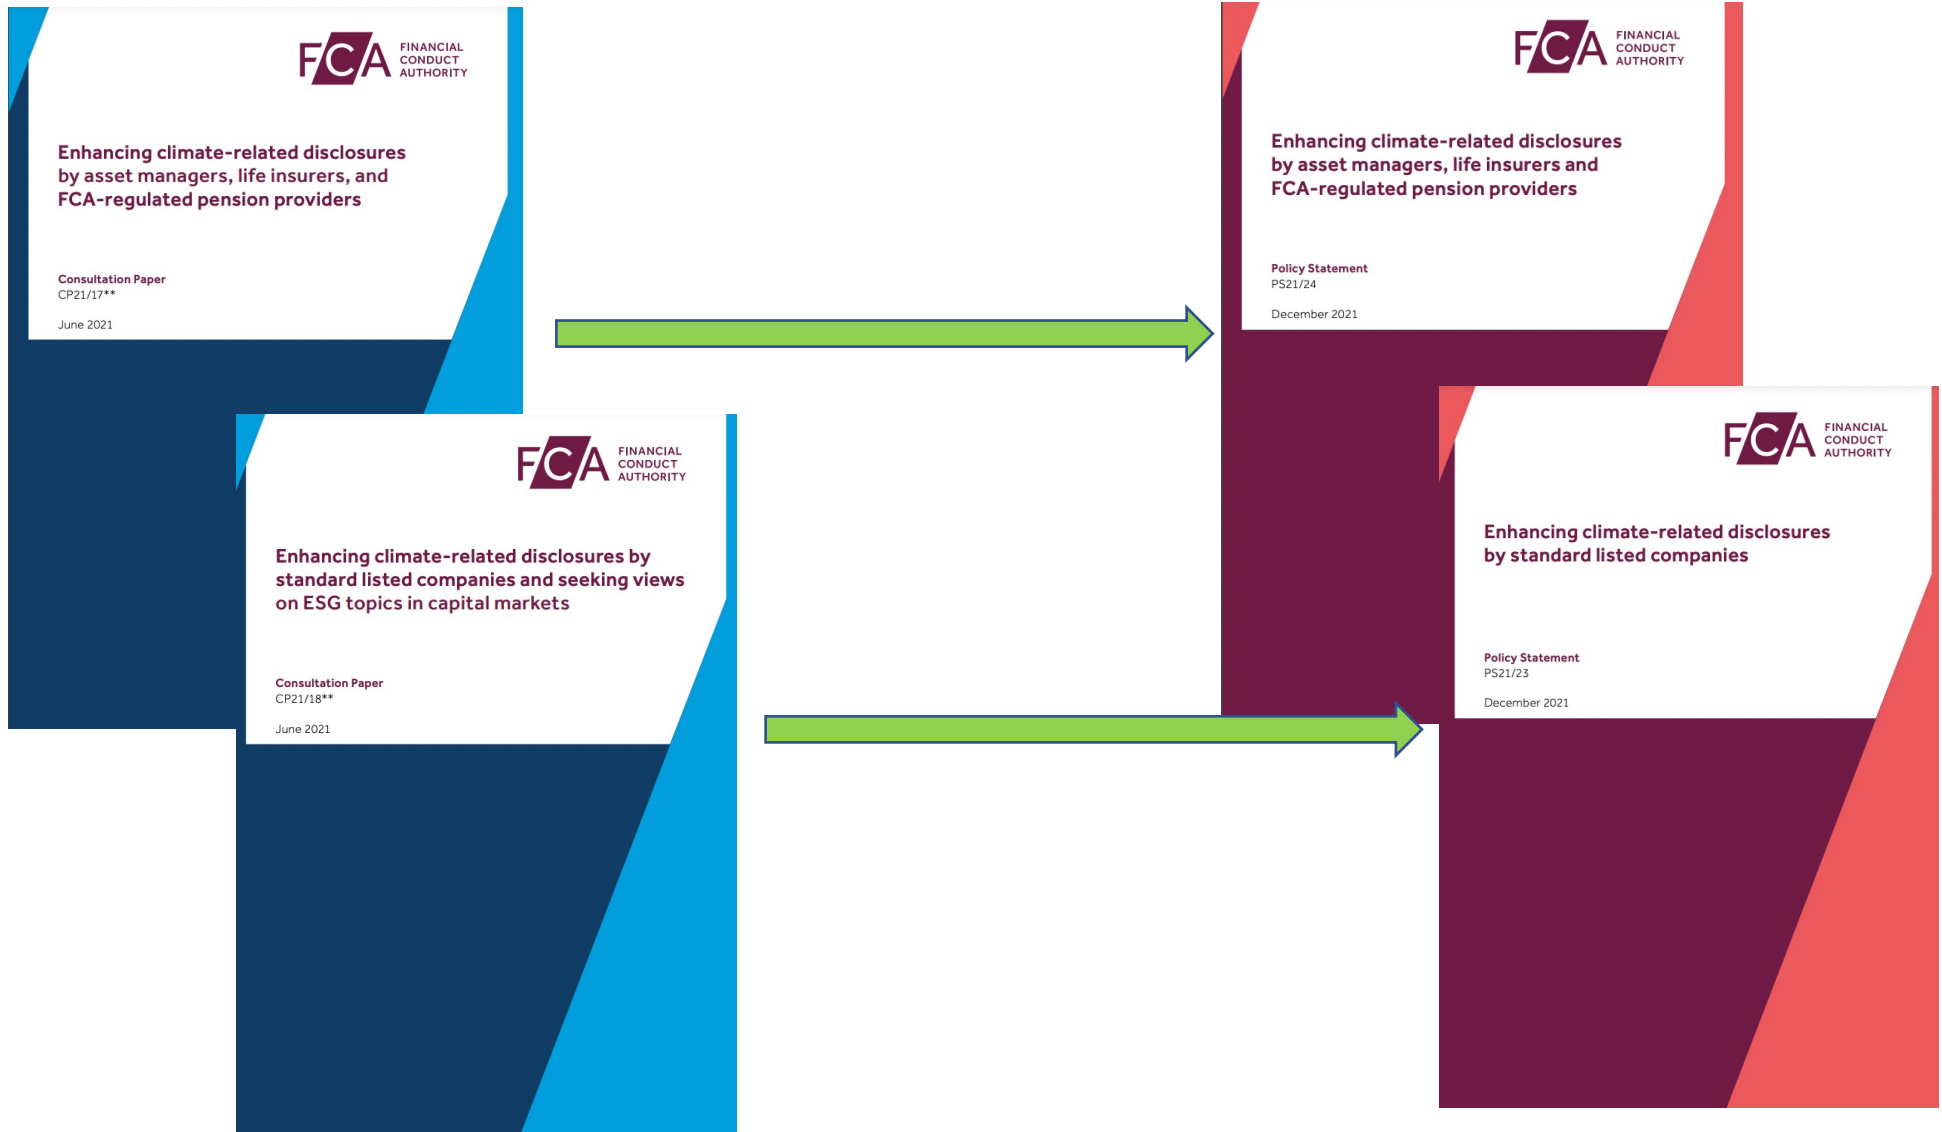 FCA
FINANCIAL
CONDUCT
AUTHORITY
Enhancing climate-related disclosures
by asset managers, life insurers, and
FCA-regulated pension providers
Consultation Paper
CP21/17**
June 2021
FCA
FINANCIAL
CONDUCT
AUTHORITY
Enhancing climate-related disclosures
by asset managers, life insurers and
FCA-regulated pension providers
Policy Statement
PS21/24
December 2021
FCA
FINANCIAL
CONDUCT
AUTHORITY
Enhancing climate-related disclosures by
standard listed companies and seeking views
on ESG topics in capital markets
Consultation Paper
CP21/18**
June 2021
FCA
FINANCIAL
CONDUCT
AUTHORITY
Enhancing climate-related disclosures
by standard listed companies
Policy Statement
PS21/23
December 2021